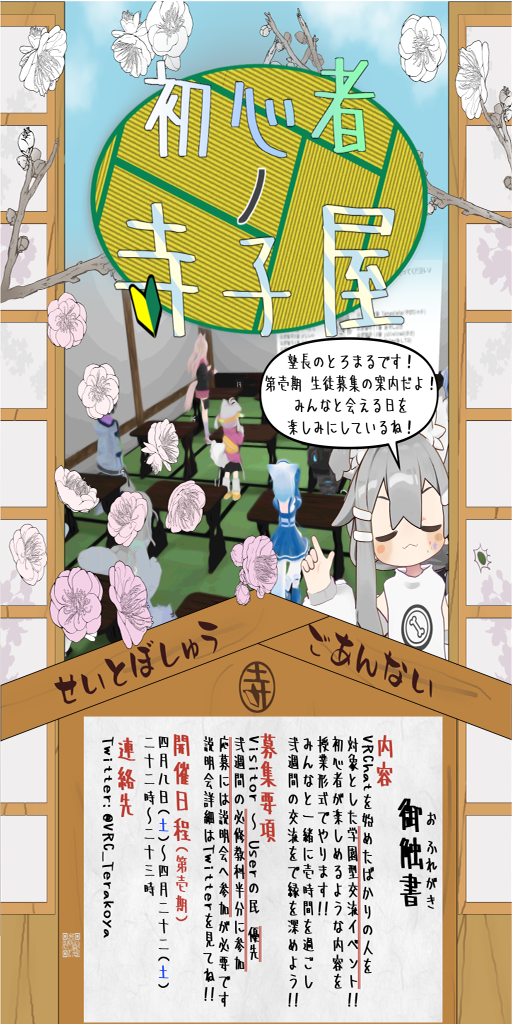 初心者
ノ
寺子屋
塾長のとろまるです！
第壱期 生徒募集の案内だよ！
みんなと会える日を
楽しみにしているね！
せいとぼしゅう
ごあんない
寺
おふれがき
御触書
内容
VRChatを始めたばかりの人を
対象とした学園型交流イベント!!
初心者が楽しめるような内容を
授業形式でやります!!
みんなと一緒に壱時間を過ごし
弐週間の交流をで縁を深めよう!!
募集要項
Visitor～Userの民 優先
弐週間の必修教科半分に参加
応募には説明会へ参加が必要です
説明会詳細はTwitterを見てね!!
開催日程(第壱期)
四月八日(土)～四月二十二(土)
二十二時～二十三時
連絡先
Twitter: @VRC_Terakoya